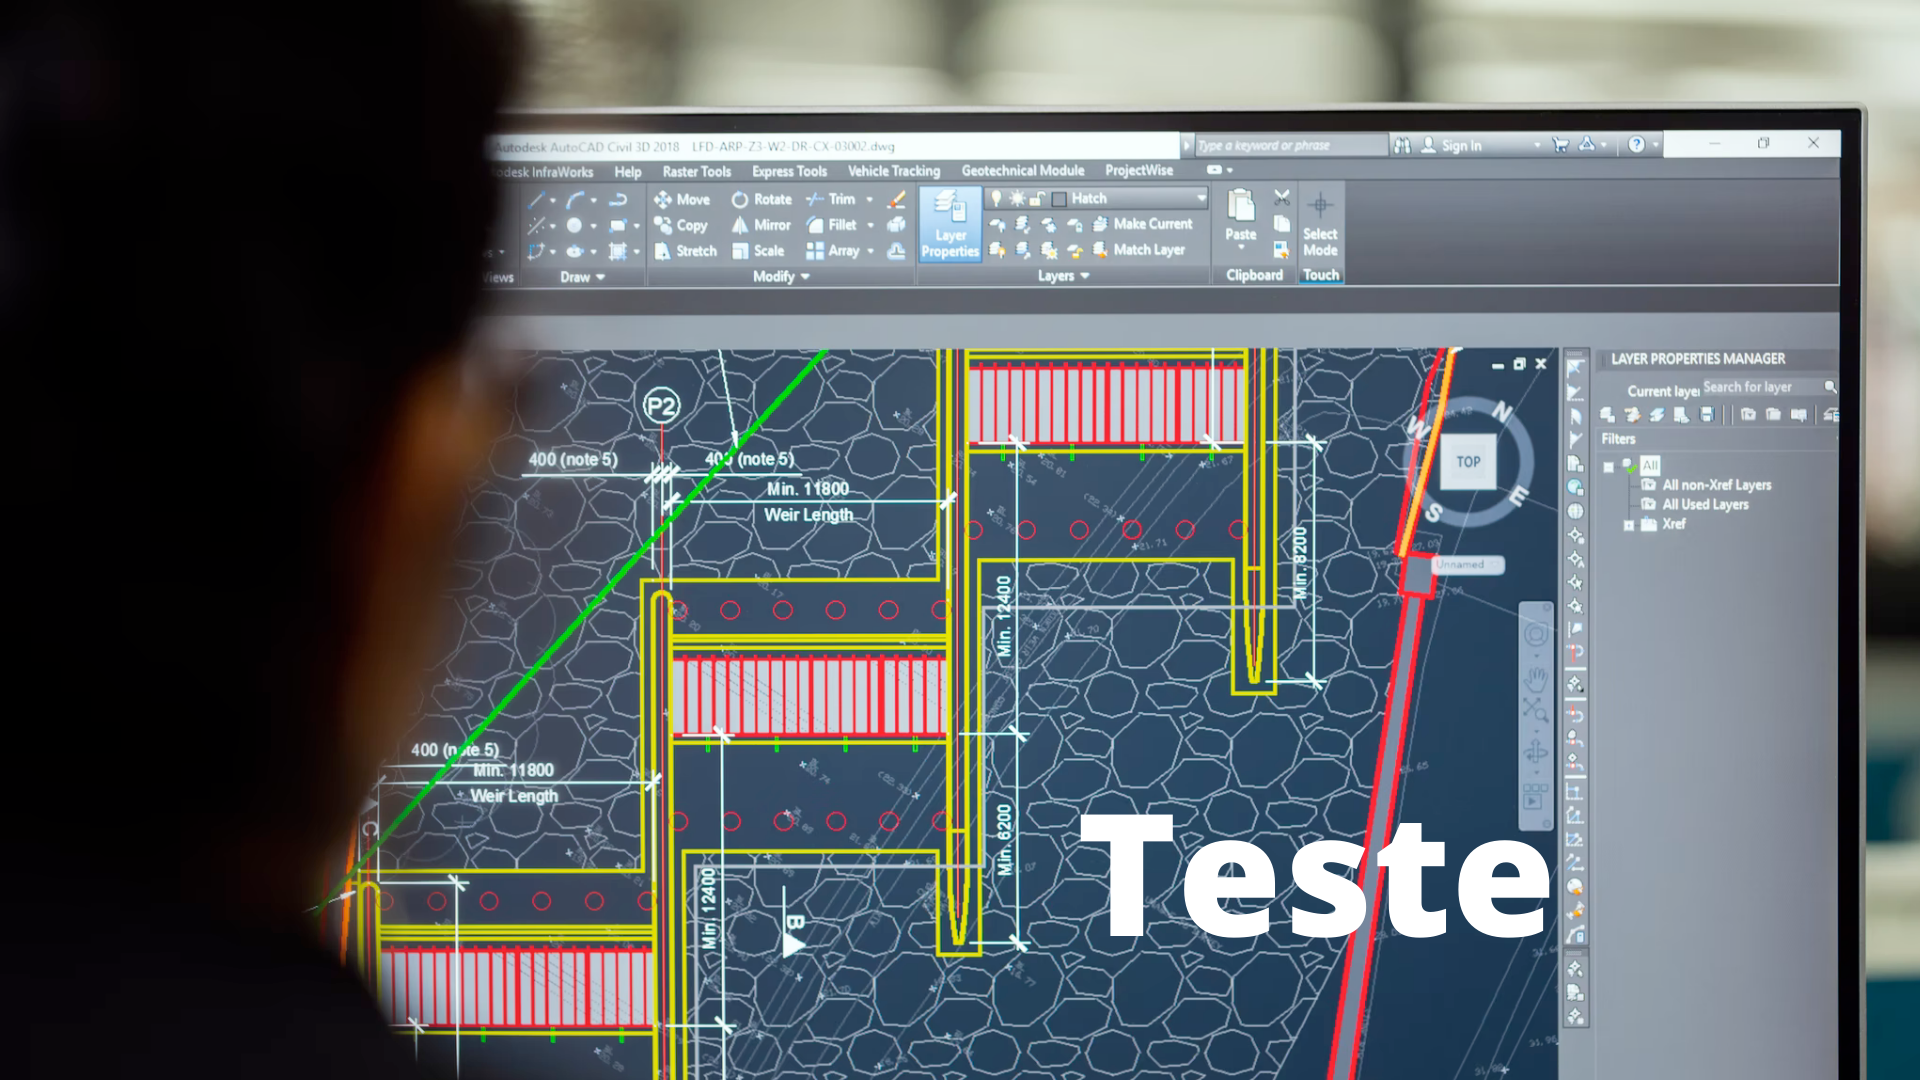 Autodesk AutoCAD Civil 3D 2018 LFD-ARP-Z3-W2-DR-CX-03002.dwg
Type a keyword or phrase
Sign In
InfraWorks Help Raster Tools Express Tools Vehicle Tracking Geotechnical Module ProjectWise
Move Rotate Trim
Copy Mirror Fillet
Stretch Scale Array
Layer
Properties
Hatch
Make Current
Match Layer
Paste
Select
Mode
Views Draw Modify Layers Clipboard Touch
LAYER PROPERTIES MANAGER
Search for layer
Filters
All
All non-Xref Layers
All Used Layers
Xref
N
W
TOP
E
S
Unnamed
P2
400 (note 5)
400 (note 5)
Min. 11800
Weir Length
Min. 8200
Min. 12400
400 (note 5)
Min. 11800
Weir Length
C
Min. 6200
Min. 12400
B
Teste